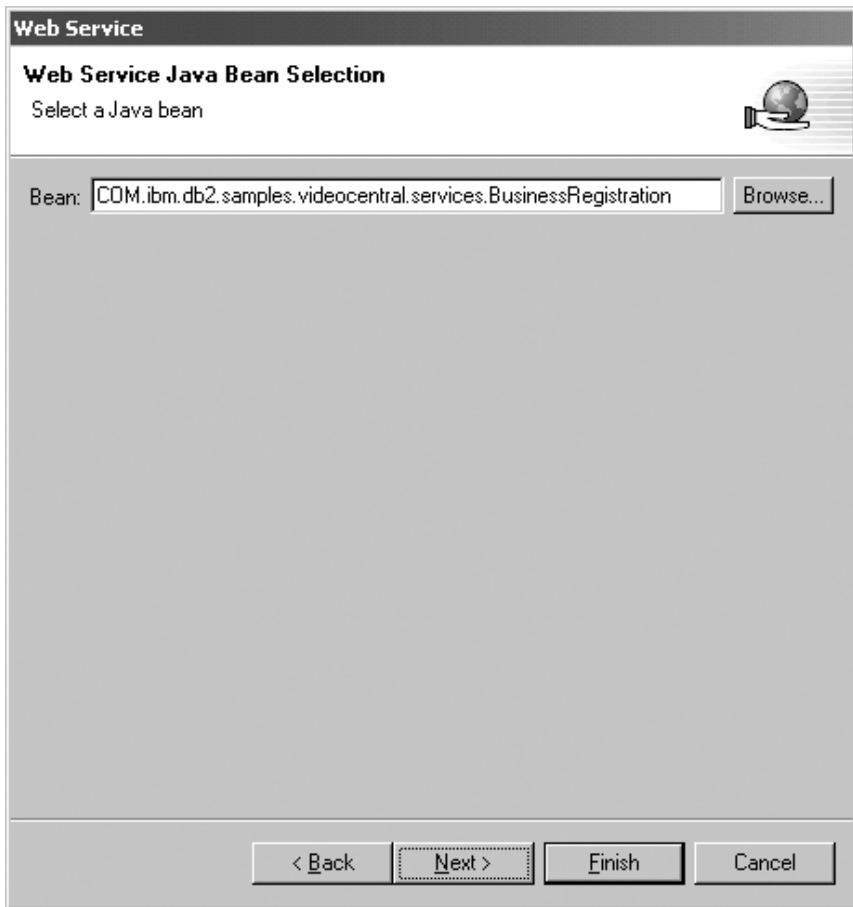 Web Service
Web Service Java Bean Selection
Select a Java bean
Bean: COM.ibm.db2.samples.videocentral.services.BusinessRegistration Browse...
< Back Next > Finish Cancel